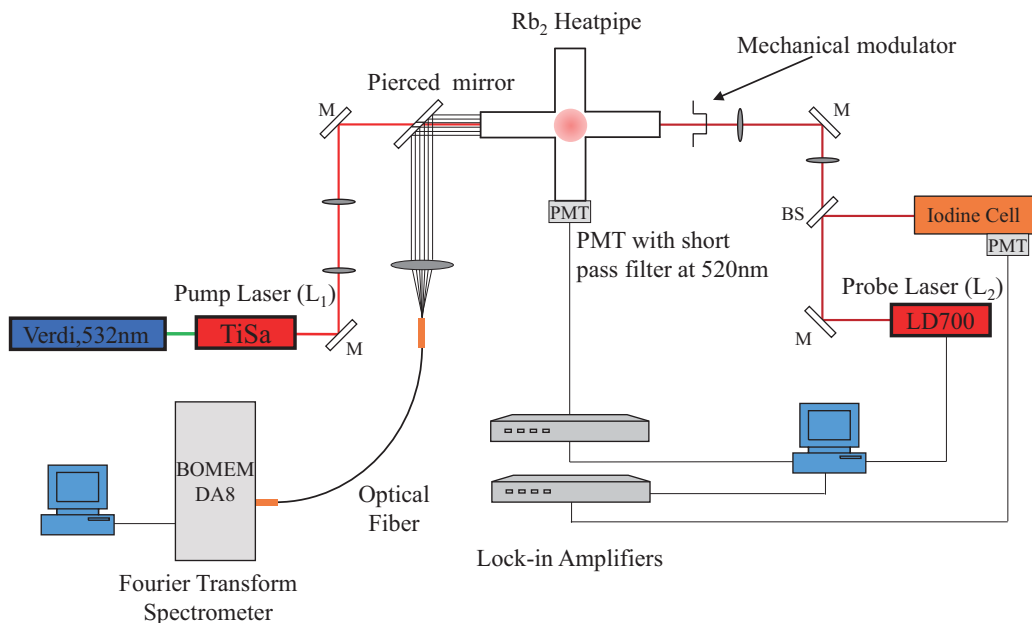 Rb₂ Heatpipe
Mechanical modulator
Pierced mirror
M
M
PMT
BS
Iodine Cell
PMT
PMT with short
pass filter at 520nm
Pump Laser (L₁)
Probe Laser (L₂)
Verdi,532nm
TiSa
M
M
LD700
BOMEM
DA8
Optical
Fiber
Lock-in Amplifiers
Fourier Transform
Spectrometer